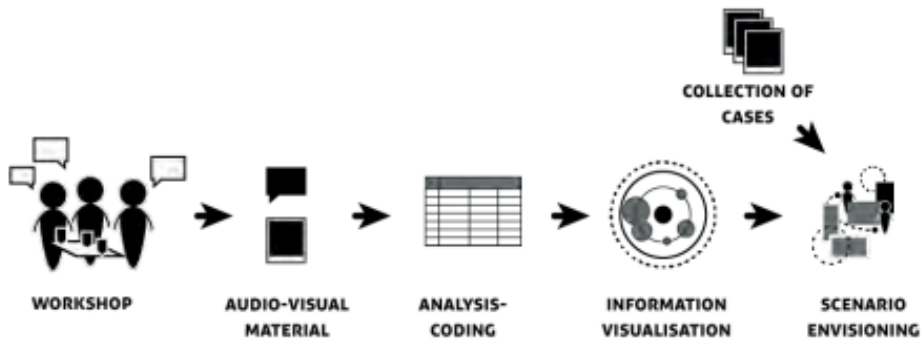 COLLECTION OF
CASES
WORKSHOP
AUDIO-VISUAL
MATERIAL
ANALYSIS-
CODING
INFORMATION
VISUALISATION
SCENARIO
ENVISIONING